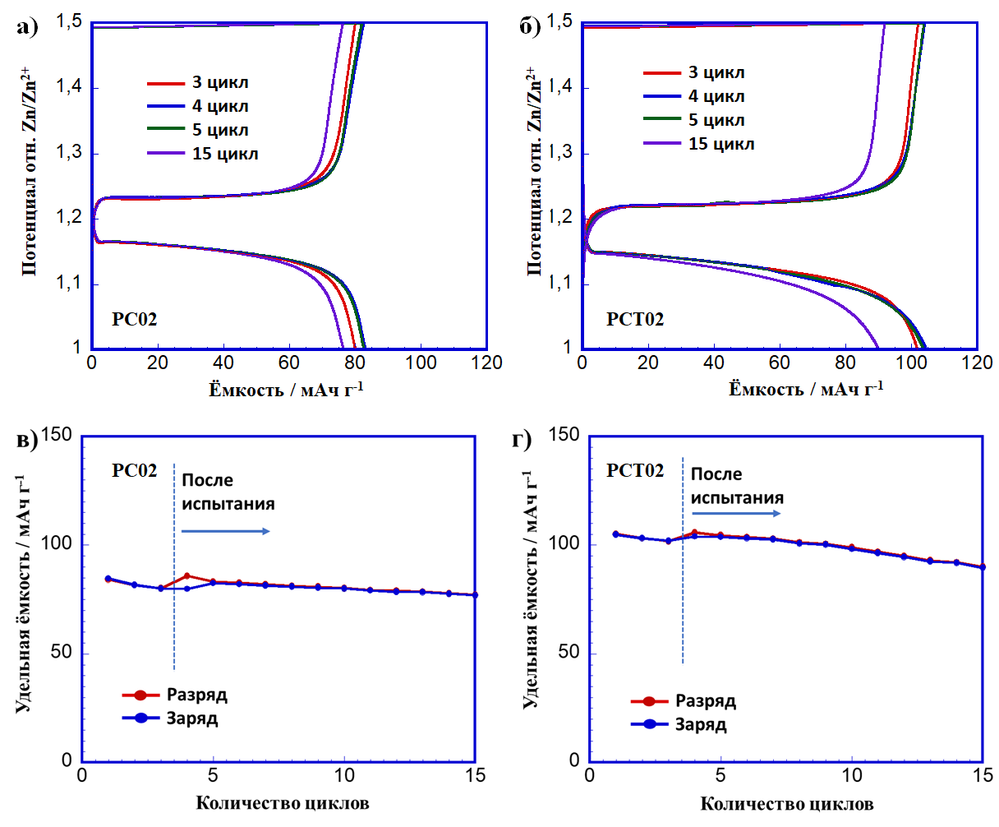 а)
1,5
1,4
1,3
1,2
1,1
1
Потенциал отн. Zn/Zn2+
3 цикл
4 цикл
5 цикл
15 цикл
PC02
0
20
40
60
80
100
120
Ёмкость / мАч г-1
б)
1,5
1,4
1,3
1,2
1,1
1
Потенциал отн. Zn/Zn2+
3 цикл
4 цикл
5 цикл
15 цикл
PCT02
0
20
40
60
80
100
120
Ёмкость / мАч г-1
в)
150
100
50
0
Удельная ёмкость / мАч г-1
PC02
После
испытания
Разряд
Заряд
0
5
10
15
Количество циклов
г)
150
100
50
0
Удельная ёмкость / мАч г-1
PCT02
После
испытания
Разряд
Заряд
0
5
10
15
Количество циклов